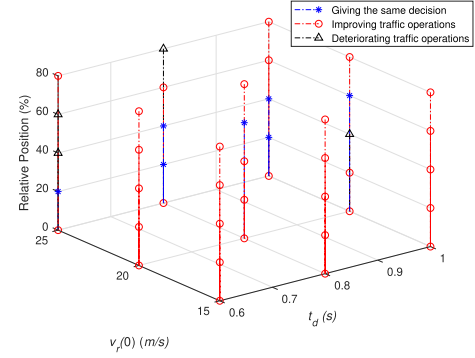 Giving the same decision
Improving traffic operations
Deteriorating traffic operations
80
60
40
20
0
Relative Position (%)
25
20
15
v_r(0) (m/s)
0.6
0.7
0.8
0.9
1
t_d (s)